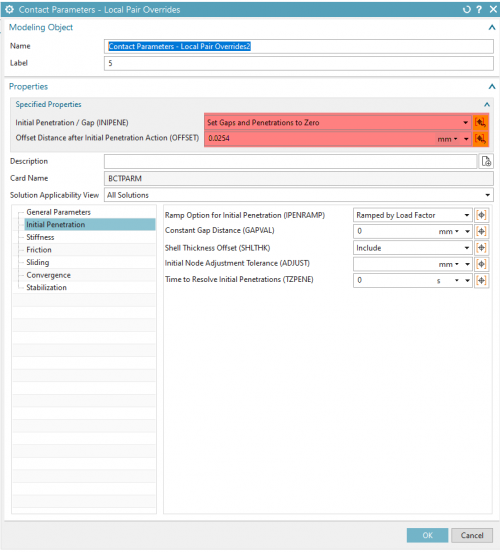 Contact Parameters - Local Pair Overrides
Modeling Object
Name Contact Parameters - Local Pair Overrides2
Label 5
Properties
Specified Properties
Initial Penetration / Gap (INIPENE) Set Gaps and Penetrations to Zero
Offset Distance after Initial Penetration Action (OFFSET) 0.0254 mm
Description
Card Name BCTPARM
Solution Applicability View All Solutions
General Parameters
Initial Penetration
Stiffness
Friction
Sliding
Convergence
Stabilization
Ramp Option for Initial Penetration (IPENRAMP) Ramped by Load Factor
Constant Gap Distance (GAPVAL) 0 mm
Shell Thickness Offset (SHLTHK) Include
Initial Node Adjustment Tolerance (ADJUST) mm
Time to Resolve Initial Penetrations (TZPENE) 0 s
OK Cancel